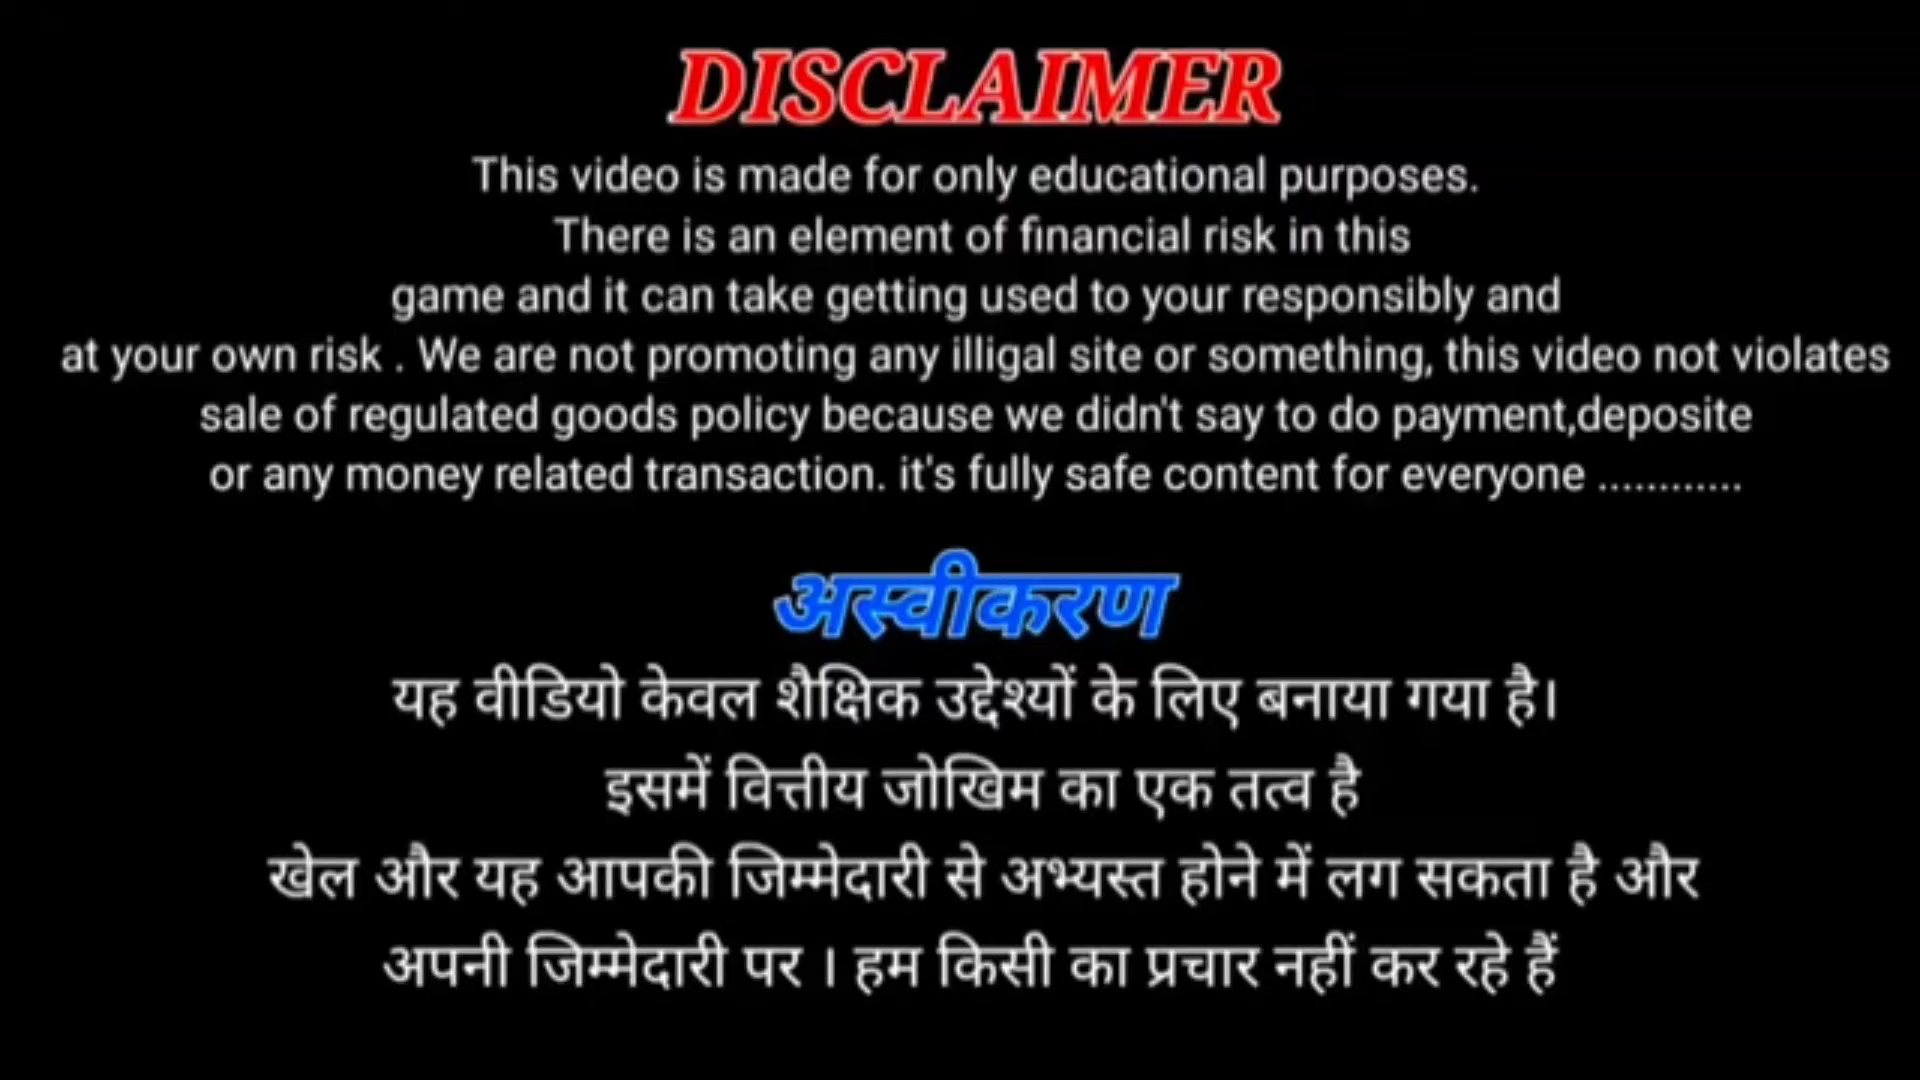 DISCLAIMER
This video is made for only educational purposes.
There is an element of financial risk in this
game and it can take getting used to your responsibly and
at your own risk . We are not promoting any illigal site or something, this video not violates
sale of regulated goods policy because we didn't say to do payment,deposite
or any money related transaction. it's fully safe content for everyone ............
अस्वीकरण
यह वीडियो केवल शैक्षिक उद्देश्यों के लिए बनाया गया है।
इसमें वित्तीय जोखिम का एक तत्व है
खेल और यह आपकी जिम्मेदारी से अभ्यस्त होने में लग सकता है और
अपनी जिम्मेदारी पर । हम किसी का प्रचार नहीं कर रहे हैं